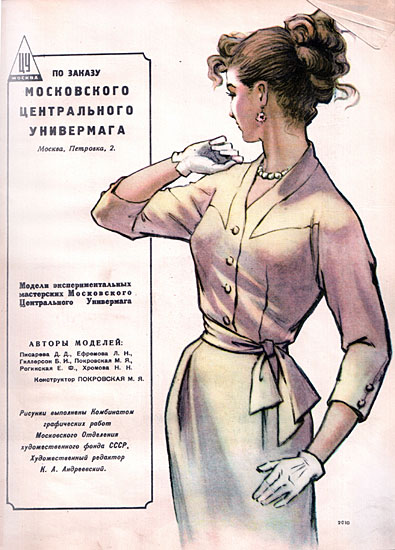 ЦУ
МОСКВА
ПО ЗАКАЗУ
МОСКОВСКОГО
ЦЕНТРАЛЬНОГО
УНИВЕРМАГА
Москва, Петровка, 2.
Модели экспериментальных
мастерских Московского
Центрального Универмага
АВТОРЫ МОДЕЛЕЙ:
Писарева Д. Д., Ефремова Л. Н.,
Гиллерсон Б. И., Покровская М. Я.,
Рогинская Е. Ф., Хромова Н. Н.
Конструктор ПОКРОВСКАЯ М. Я.
Рисунки выполнены Комбинатом
графических работ
Московского Отделения
художественного фонда СССР,
Художественный редактор
К. А. Андреевский.